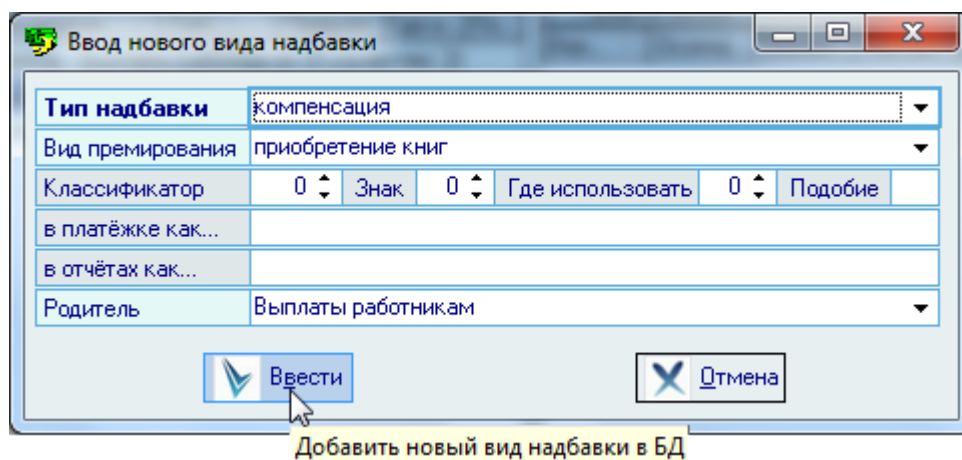 Ввод нового вида надбавки
Тип надбавки компенсация
Вид премирования приобретение книг
Классификатор 0 Знак 0 Где использовать 0 Подобие
в платёжке как...
в отчётах как...
Родитель Выплаты работникам
Ввести Отмена
Добавить новый вид надбавки в БД